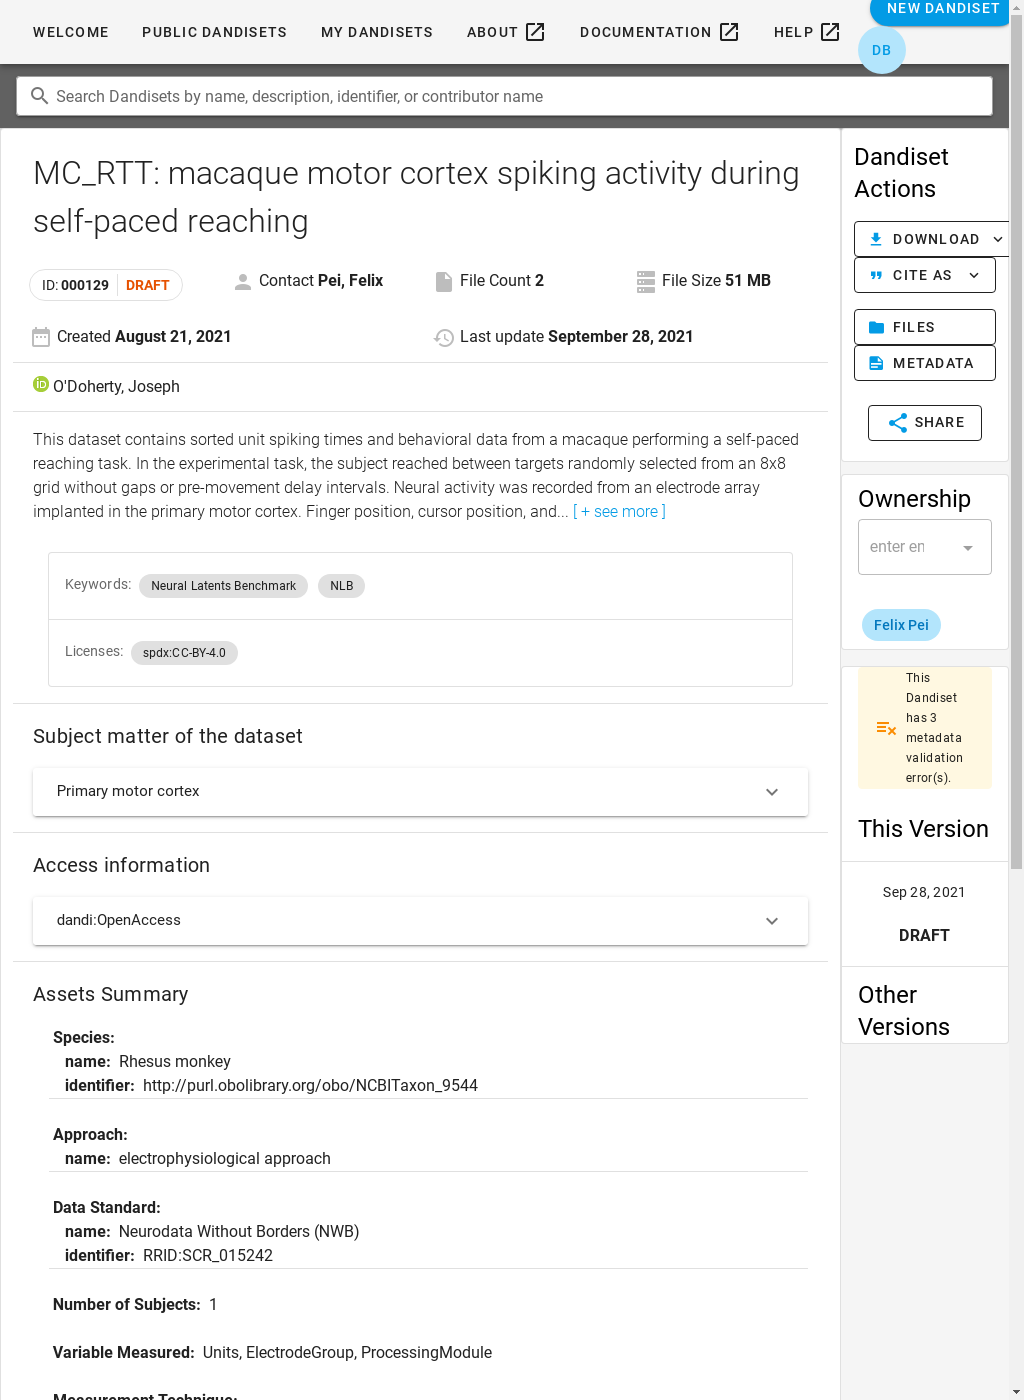 WELCOME PUBLIC DANDISETS MY DANDISETS ABOUT DOCUMENTATION HELP NEW DANDISET
DB
Search Dandisets by name, description, identifier, or contributor name
MC_RTT: macaque motor cortex spiking activity during
self-paced reaching
ID: 000129 DRAFT Contact Pei, Felix File Count 2 File Size 51 MB
Created August 21, 2021 Last update September 28, 2021
iD O'Doherty, Joseph
This dataset contains sorted unit spiking times and behavioral data from a macaque performing a self-paced
reaching task. In the experimental task, the subject reached between targets randomly selected from an 8x8
grid without gaps or pre-movement delay intervals. Neural activity was recorded from an electrode array
implanted in the primary motor cortex. Finger position, cursor position, and... [ + see more ]
Keywords: Neural Latents Benchmark NLB
Licenses: spdx:CC-BY-4.0
Subject matter of the dataset
Primary motor cortex
Access information
dandi:OpenAccess
Assets Summary
Species:
name: Rhesus monkey
identifier: http://purl.obolibrary.org/obo/NCBITaxon_9544
Approach:
name: electrophysiological approach
Data Standard:
name: Neurodata Without Borders (NWB)
identifier: RRID:SCR_015242
Number of Subjects: 1
Variable Measured: Units, ElectrodeGroup, ProcessingModule
Measurement Technique:
Dandiset
Actions
DOWNLOAD
CITE AS
FILES
METADATA
SHARE
Ownership
enter en
Felix Pei
This
Dandiset
has 3
metadata
validation
error(s).
This Version
Sep 28, 2021
DRAFT
Other
Versions